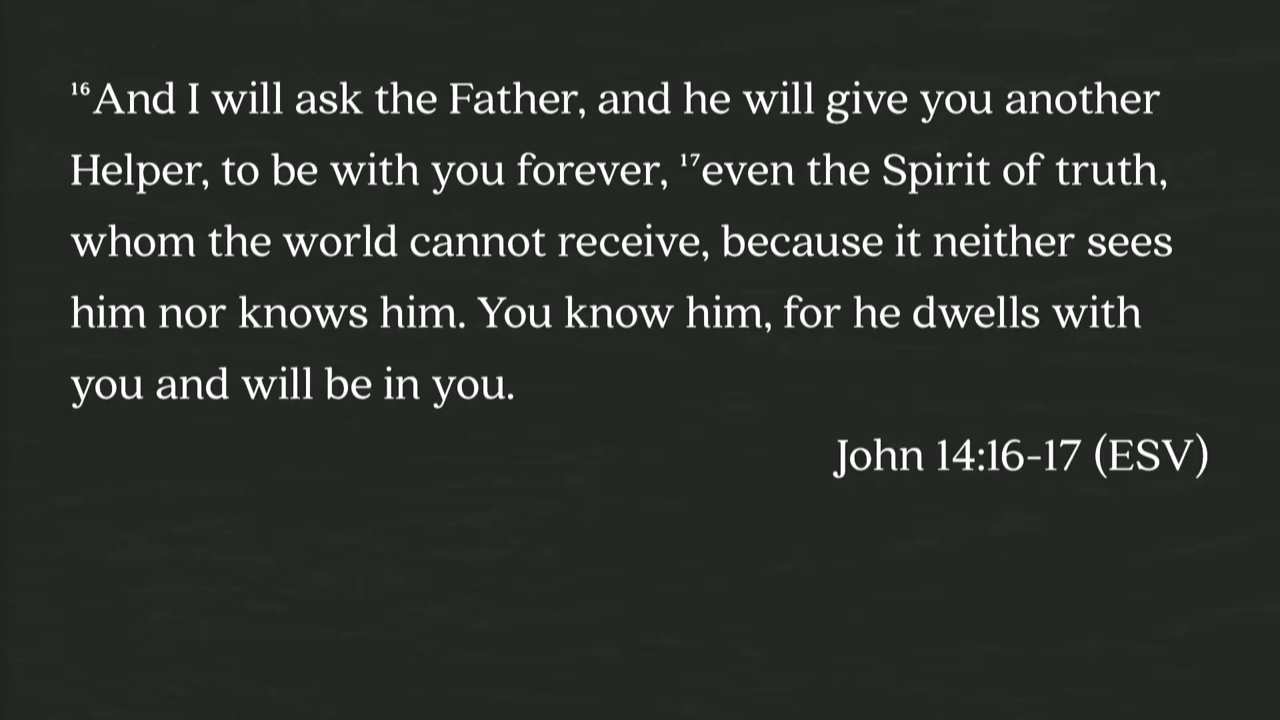 ¹⁶And I will ask the Father, and he will give you another
Helper, to be with you forever, ¹⁷even the Spirit of truth,
whom the world cannot receive, because it neither sees
him nor knows him. You know him, for he dwells with
you and will be in you.
John 14:16-17 (ESV)